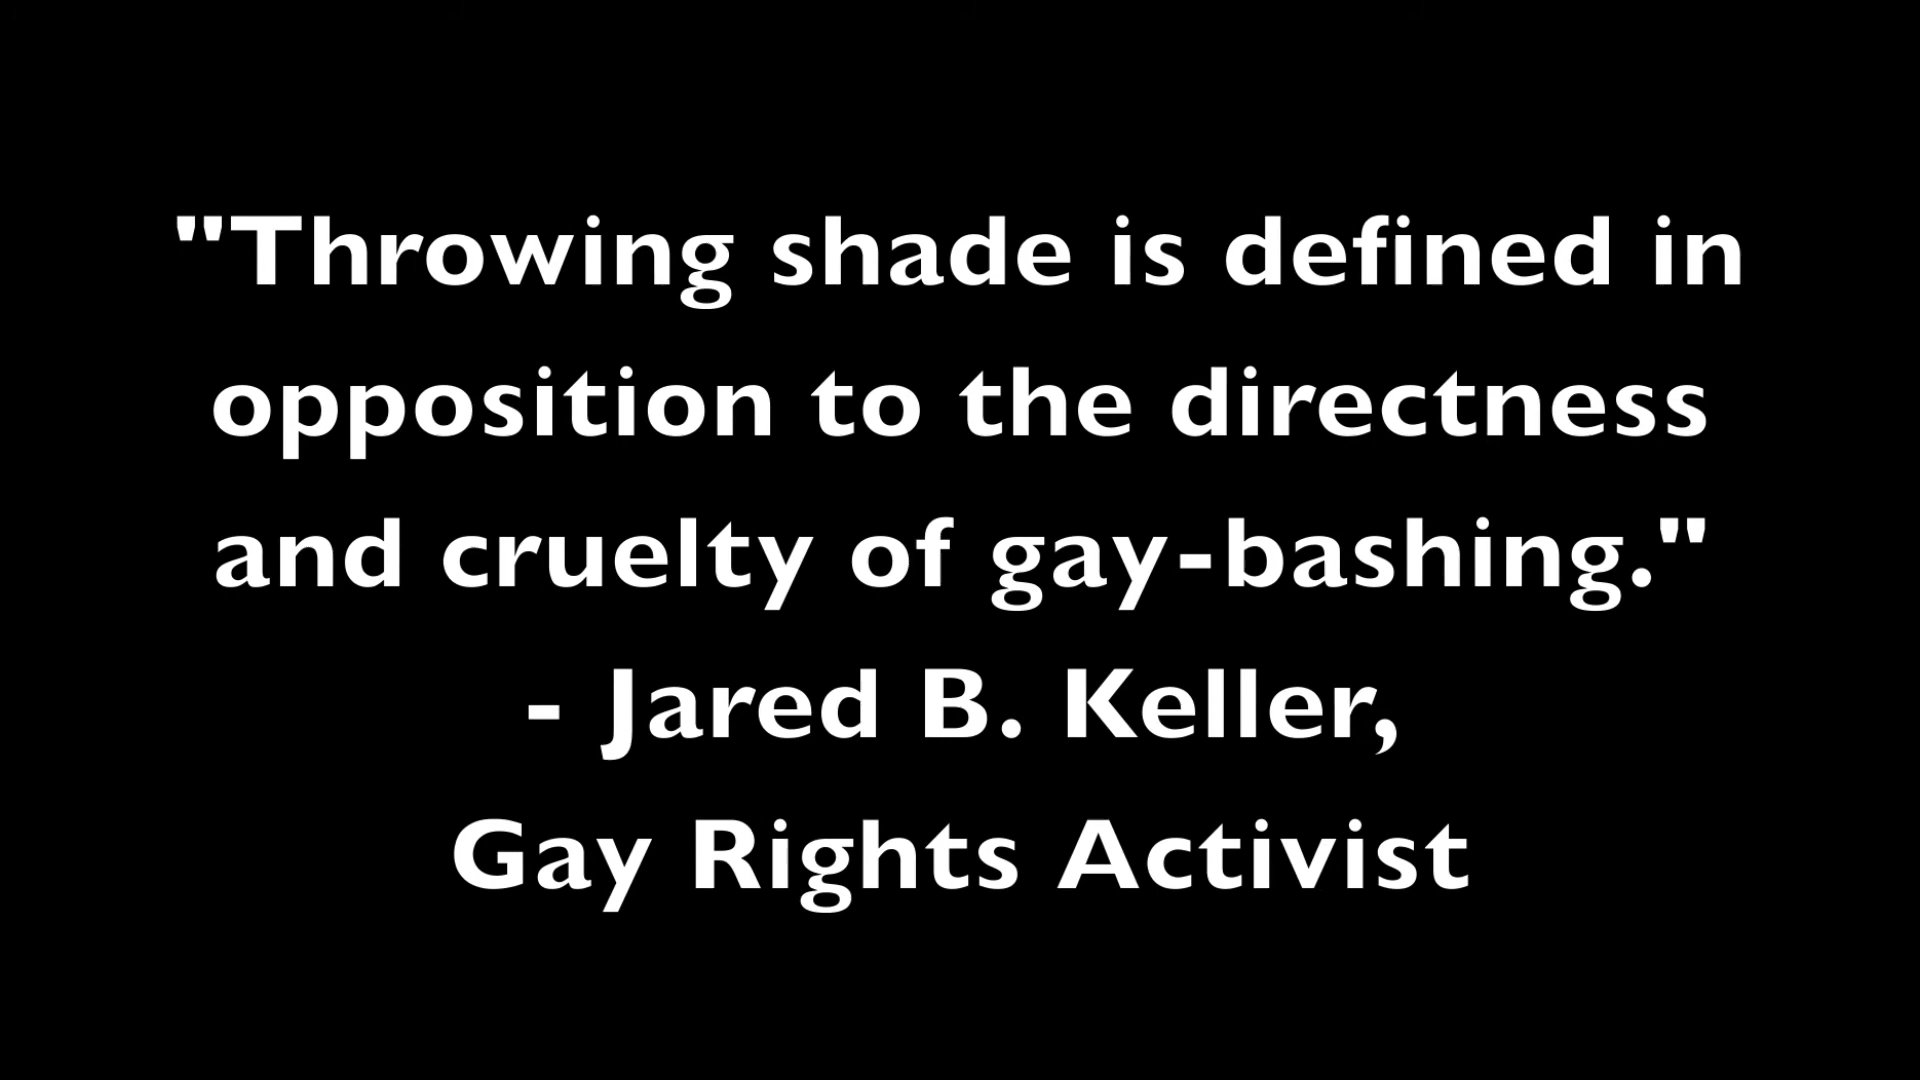 "Throwing shade is defined in
opposition to the directness
and cruelty of gay-bashing."
- Jared B. Keller,
Gay Rights Activist